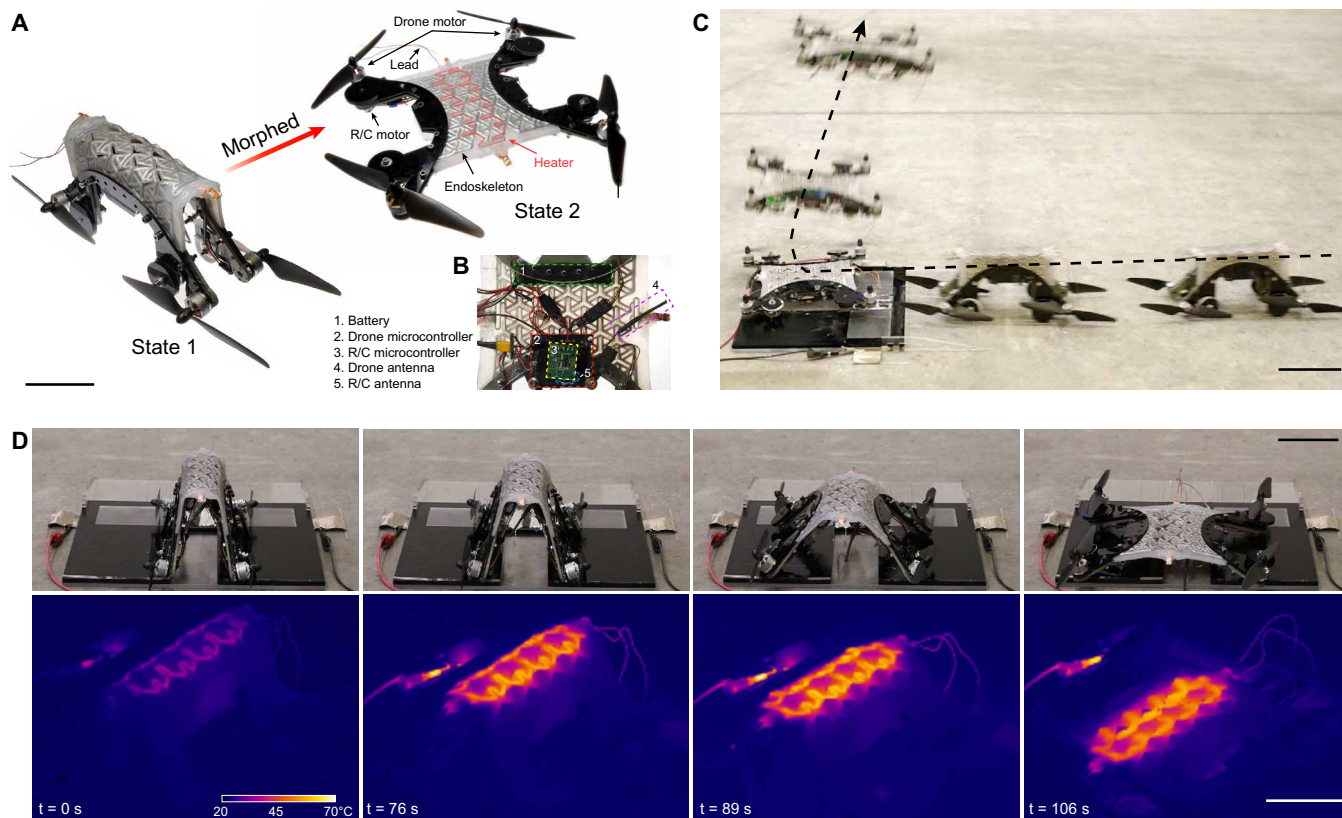 A
Drone motor
Lead
R/C motor
Morphed
Heater
Endoskeleton
State 2
State 1
B
1
4
2
3
5
1. Battery
2. Drone microcontroller
3. R/C microcontroller
4. Drone antenna
5. R/C antenna
C
D
t = 0 s
20
45
70°C
t = 76 s
t = 89 s
t = 106 s